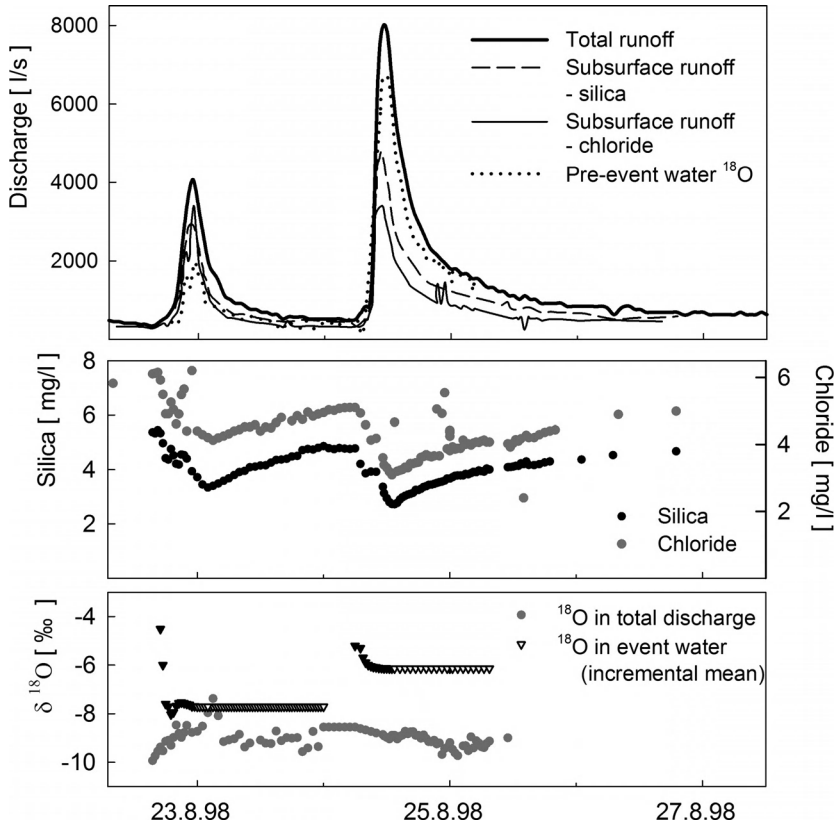 8000
6000
4000
2000
Discharge [ l/s ]
Total runoff
Subsurface runoff
- silica
Subsurface runoff
- chloride
Pre-event water ¹⁸O
8
6
4
2
Silica [ mg/l ]
6
4
2
Chloride [ mg/l ]
Silica
Chloride
-4
-6
-8
-10
δ ¹⁸O [ ‰ ]
¹⁸O in total discharge
¹⁸O in event water
(incremental mean)
23.8.98
25.8.98
27.8.98